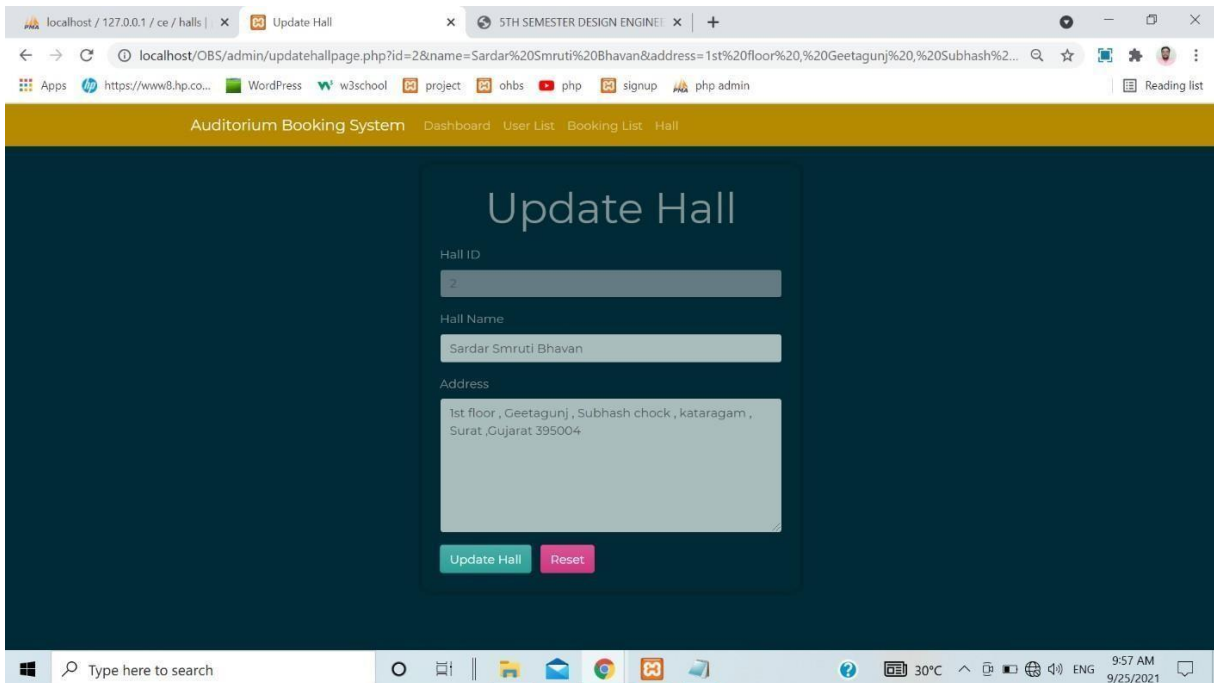 localhost / 127.0.0.1 / ce / halls |
Update Hall
5TH SEMESTER DESIGN ENGINEE
localhost/OBS/admin/updatehallpage.php?id=2&name=Sardar%20Smruti%20Bhavan&address=1st%20floor%20,%20Geetagunj%20,%20Subhash%2...
Apps https://www8.hp.co... WordPress w3school project ohbs php signup php admin Reading list
Auditorium Booking System Dashboard User List Booking List Hall
Update Hall
Hall ID
2
Hall Name
Sardar Smruti Bhavan
Address
1st floor , Geetagunj , Subhash chock , kataragam ,
Surat ,Gujarat 395004
Update Hall Reset
Type here to search
30°C ENG
9:57 AM
9/25/2021